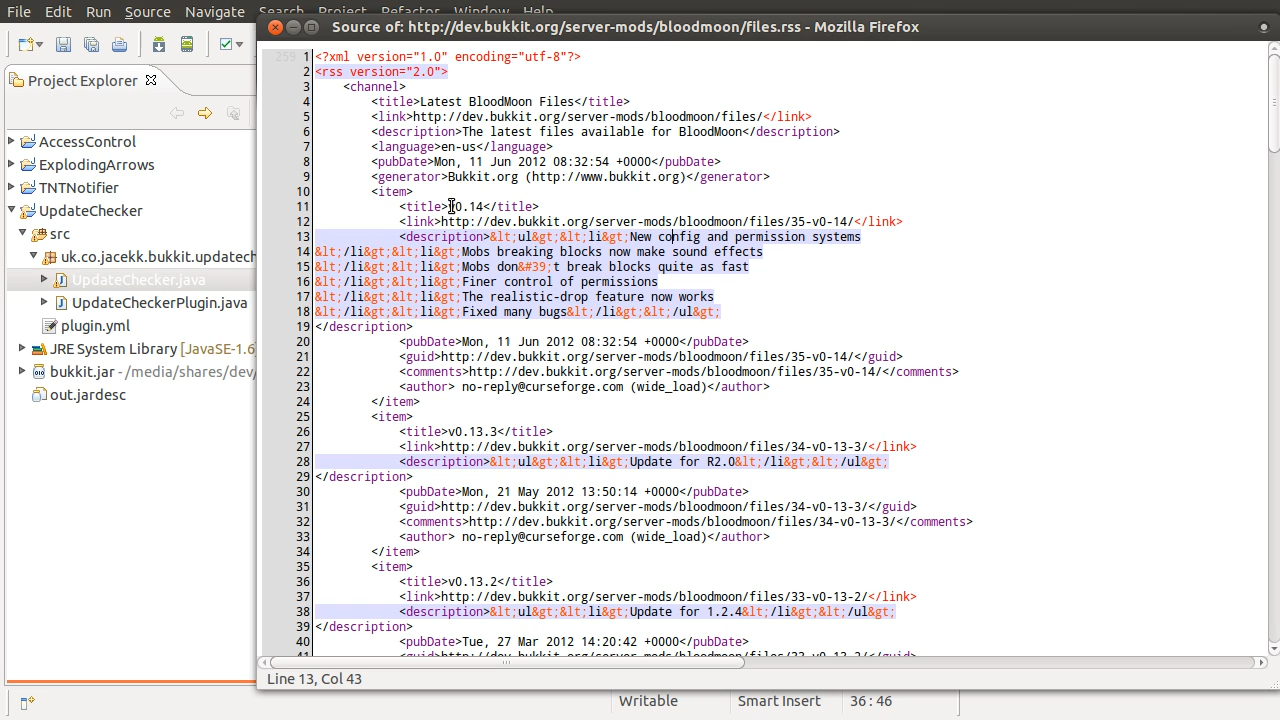 File Edit Run Source Navigate Search Project Refactor Window Help
Source of: http://dev.bukkit.org/server-mods/bloodmoon/files.rss - Mozilla Firefox
Project Explorer
AccessControl
ExplodingArrows
TNTNotifier
UpdateChecker
src
uk.co.jacekk.bukkit.updatech
UpdateChecker.java
UpdateCheckerPlugin.java
plugin.yml
JRE System Library [JavaSE-1.6
bukkit.jar - /media/shares/dev/
out.jardesc
259 1 <?xml version="1.0" encoding="utf-8"?>
2 <rss version="2.0">
3 <channel>
4 <title>Latest BloodMoon Files</title>
5 <link>http://dev.bukkit.org/server-mods/bloodmoon/files/</link>
6 <description>The latest files available for BloodMoon</description>
7 <language>en-us</language>
8 <pubDate>Mon, 11 Jun 2012 08:32:54 +0000</pubDate>
9 <generator>Bukkit.org (http://www.bukkit.org)</generator>
10 <item>
11 <title>v0.14</title>
12 <link>http://dev.bukkit.org/server-mods/bloodmoon/files/35-v0-14/</link>
13 <description>&lt;ul&gt;&lt;li&gt;New config and permission systems
14 &lt;/li&gt;&lt;li&gt;Mobs breaking blocks now make sound effects
15 &lt;/li&gt;&lt;li&gt;Mobs don&#39;t break blocks quite as fast
16 &lt;/li&gt;&lt;li&gt;Finer control of permissions
17 &lt;/li&gt;&lt;li&gt;The realistic-drop feature now works
18 &lt;/li&gt;&lt;li&gt;Fixed many bugs&lt;/li&gt;&lt;/ul&gt;
19 </description>
20 <pubDate>Mon, 11 Jun 2012 08:32:54 +0000</pubDate>
21 <guid>http://dev.bukkit.org/server-mods/bloodmoon/files/35-v0-14/</guid>
22 <comments>http://dev.bukkit.org/server-mods/bloodmoon/files/35-v0-14/</comments>
23 <author> no-reply@curseforge.com (wide_load)</author>
24 </item>
25 <item>
26 <title>v0.13.3</title>
27 <link>http://dev.bukkit.org/server-mods/bloodmoon/files/34-v0-13-3/</link>
28 <description>&lt;ul&gt;&lt;li&gt;Update for R2.0&lt;/li&gt;&lt;/ul&gt;
29 </description>
30 <pubDate>Mon, 21 May 2012 13:50:14 +0000</pubDate>
31 <guid>http://dev.bukkit.org/server-mods/bloodmoon/files/34-v0-13-3/</guid>
32 <comments>http://dev.bukkit.org/server-mods/bloodmoon/files/34-v0-13-3/</comments>
33 <author> no-reply@curseforge.com (wide_load)</author>
34 </item>
35 <item>
36 <title>v0.13.2</title>
37 <link>http://dev.bukkit.org/server-mods/bloodmoon/files/33-v0-13-2/</link>
38 <description>&lt;ul&gt;&lt;li&gt;Update for 1.2.4&lt;/li&gt;&lt;/ul&gt;
39 </description>
40 <pubDate>Tue, 27 Mar 2012 14:20:42 +0000</pubDate>
41 <guid>http://dev.bukkit.org/server-mods/bloodmoon/files/33-v0-13-2/</guid>
Line 13, Col 43
Writable Smart Insert 36 : 46